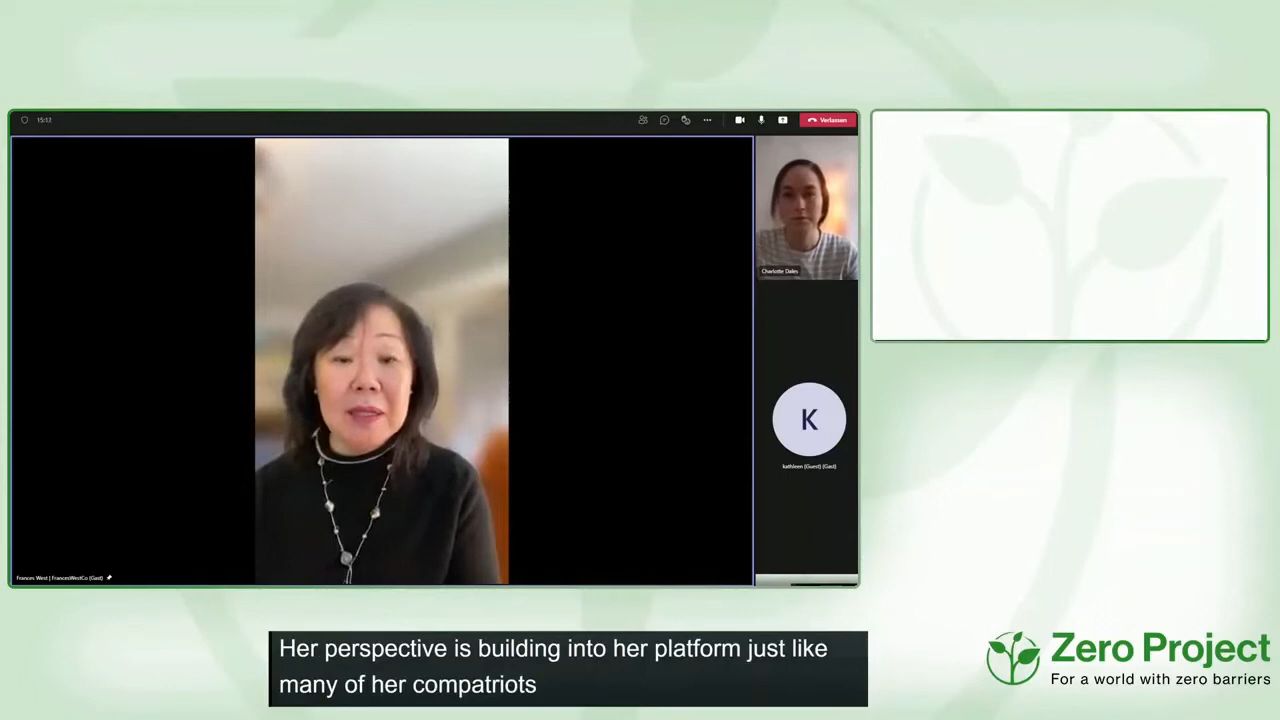 15:13
Verlamen
Charlotte Dales
K
kathleen (Guest) (Gast)
Frances West | FrancesWestCo (Gast)
Her perspective is building into her platform just like
many of her compatriots
Zero Project
For a world with zero barriers